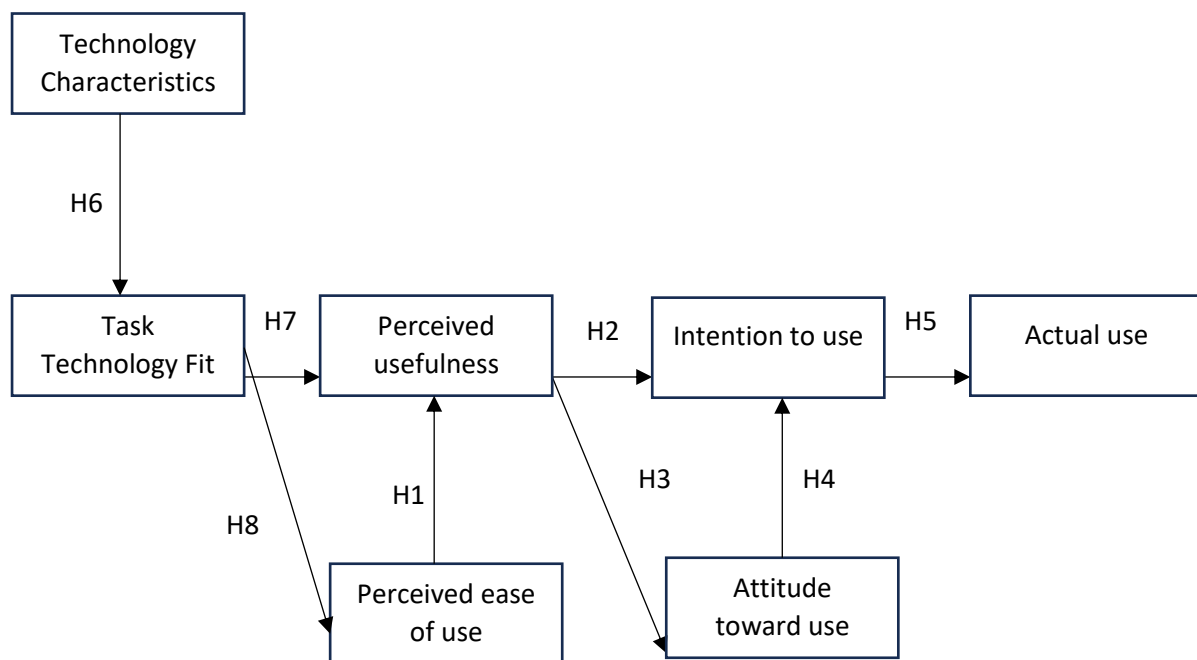 Technology
Characteristics
H6
Task
Technology Fit
H7
Perceived
usefulness
H2
Intention to use
H5
Actual use
H8
H1
H3
H4
Perceived ease
of use
Attitude
toward use